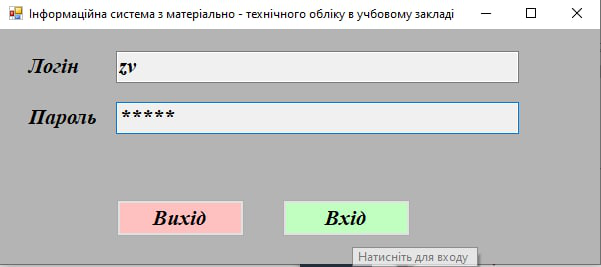 Інформаційна система з матеріально - технічного обліку в учбовому закладі
Логін zv
Пароль *****
Вихід Вхід
Натисніть для входу